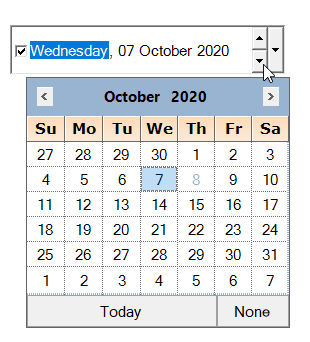 Wednesday, 07 October 2020
October 2020
Su Mo Tu We Th Fr Sa
27 28 29 30 1 2 3
4 5 6 7 8 9 10
11 12 13 14 15 16 17
18 19 20 21 22 23 24
25 26 27 28 29 30 31
1 2 3 4 5 6 7
Today None